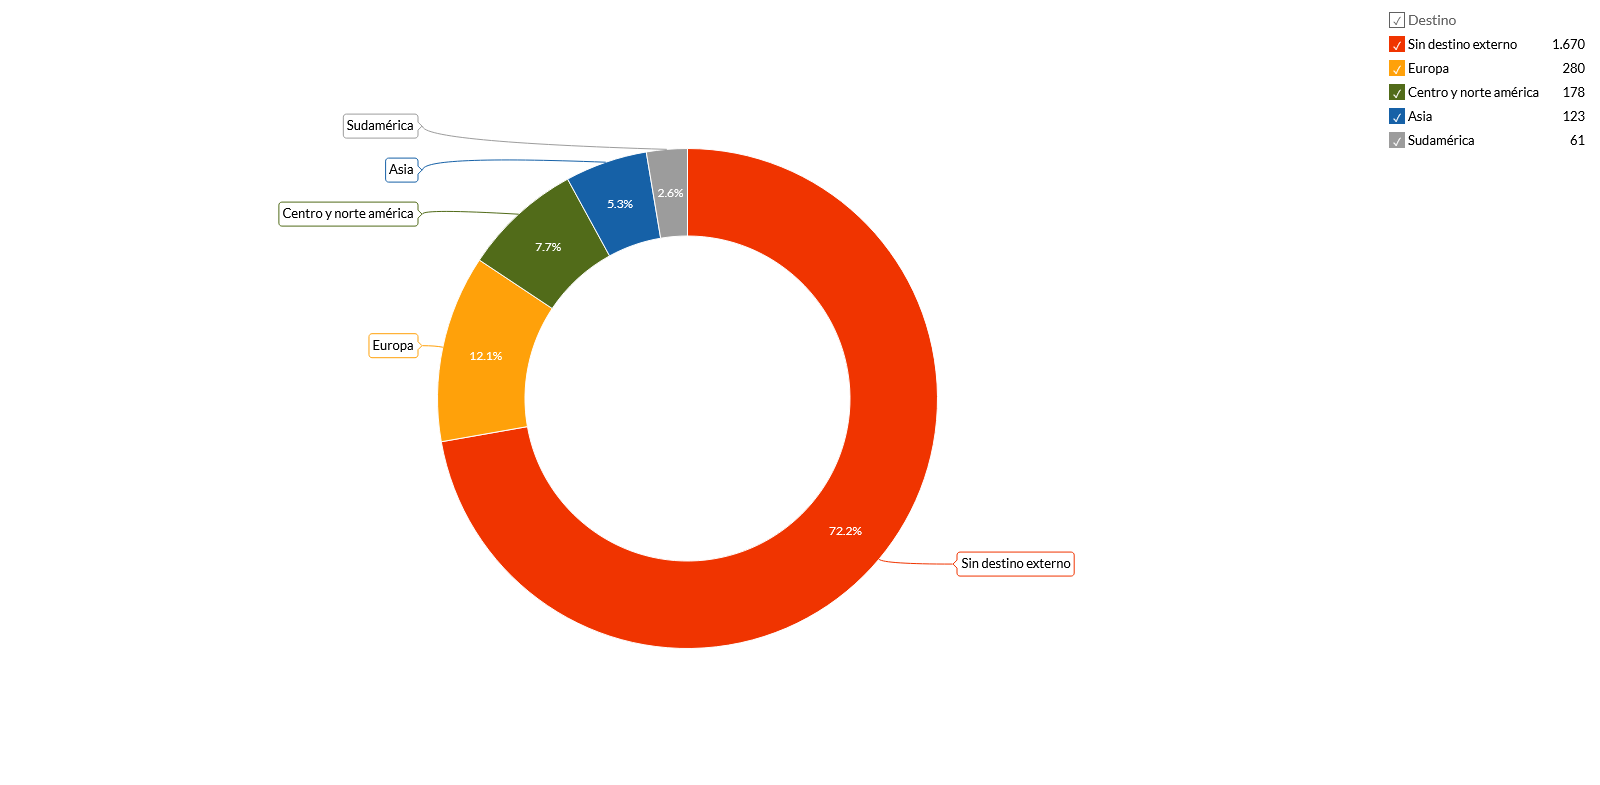 Destino
Sin destino externo 1.670
Europa 280
Centro y norte américa 178
Asia 123
Sudamérica 61
Sudamérica
Asia
Centro y norte américa
Europa
Sin destino externo
2.6%
5.3%
7.7%
12.1%
72.2%